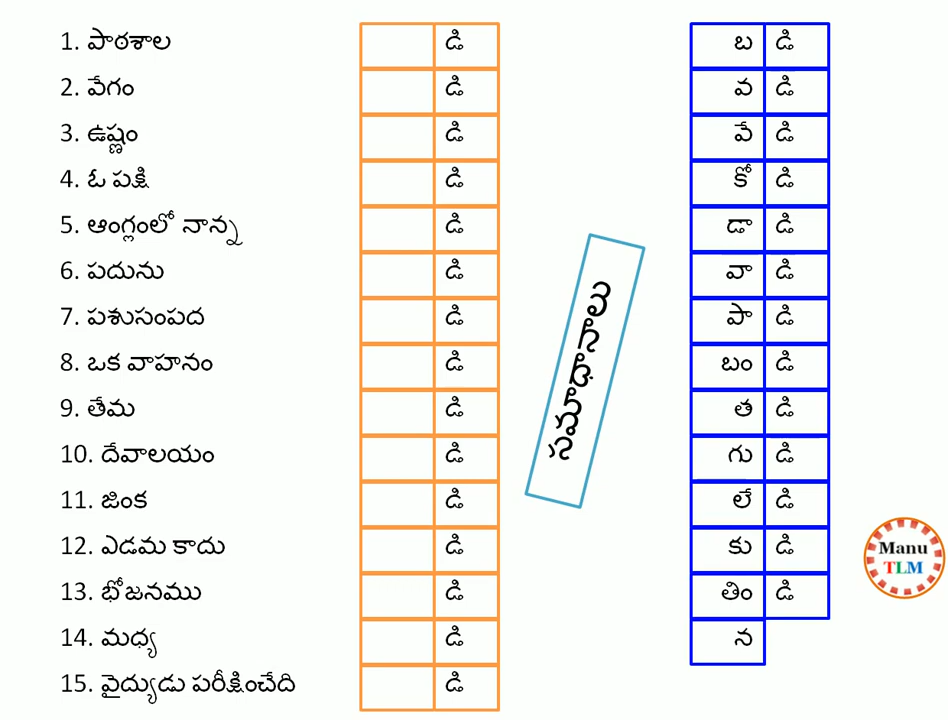 1. పాఠశాల డి బ డి
2. వేగం డి వ డి
3. ఉష్ణం డి వే డి
4. ఓ పక్షి డి కో డి
5. ఆంగ్లంలో నాన్న డి డా డి
6. పదును డి వా డి
7. పశుసంపద డి పా డి
8. ఒక వాహనం డి బం డి
9. తేమ డి త డి
10. దేవాలయం డి గు డి
11. జింక డి లే డి
12. ఎడమ కాదు డి కు డి
13. భోజనము డి తిం డి
14. మధ్య డి న
15. వైద్యుడు పరీక్షించేది డి
సమాధానాలు
Manu
TLM